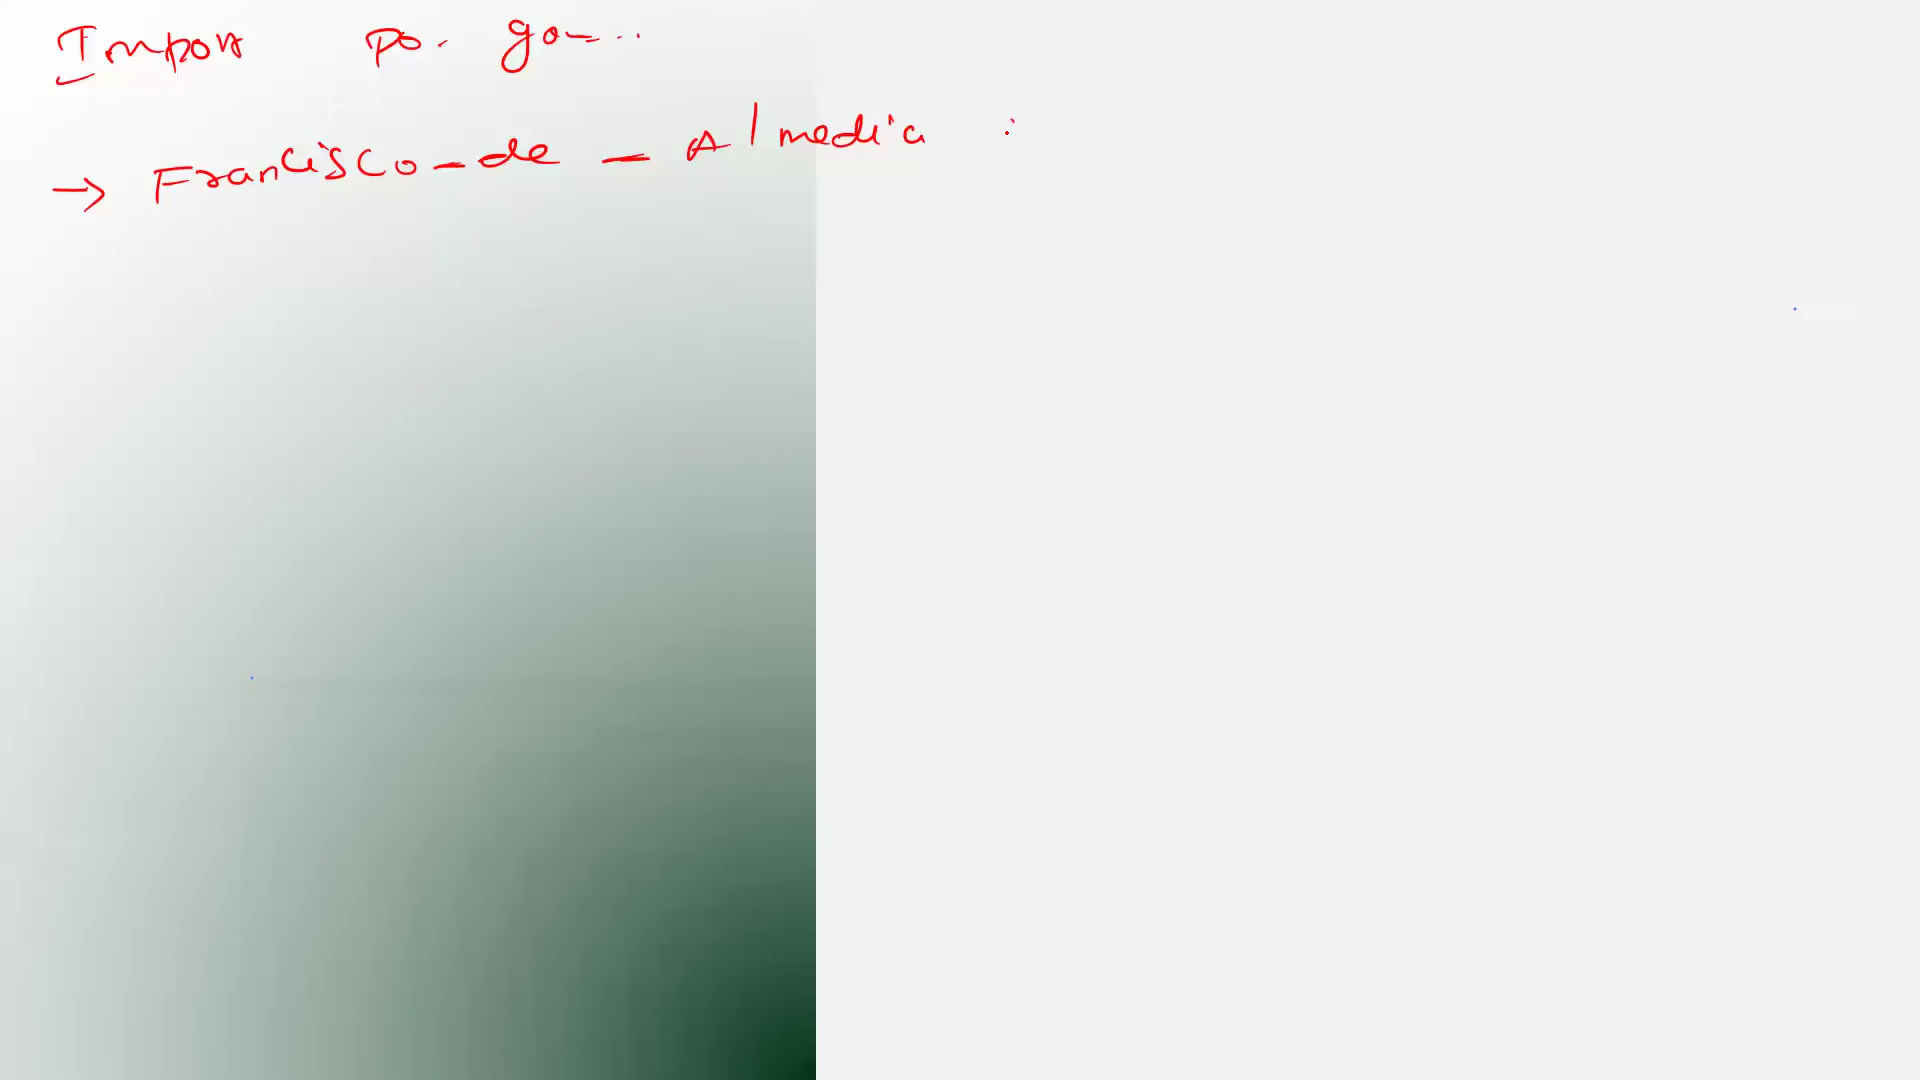 Impor po. go-...
→ Francisco-de - Almedia :